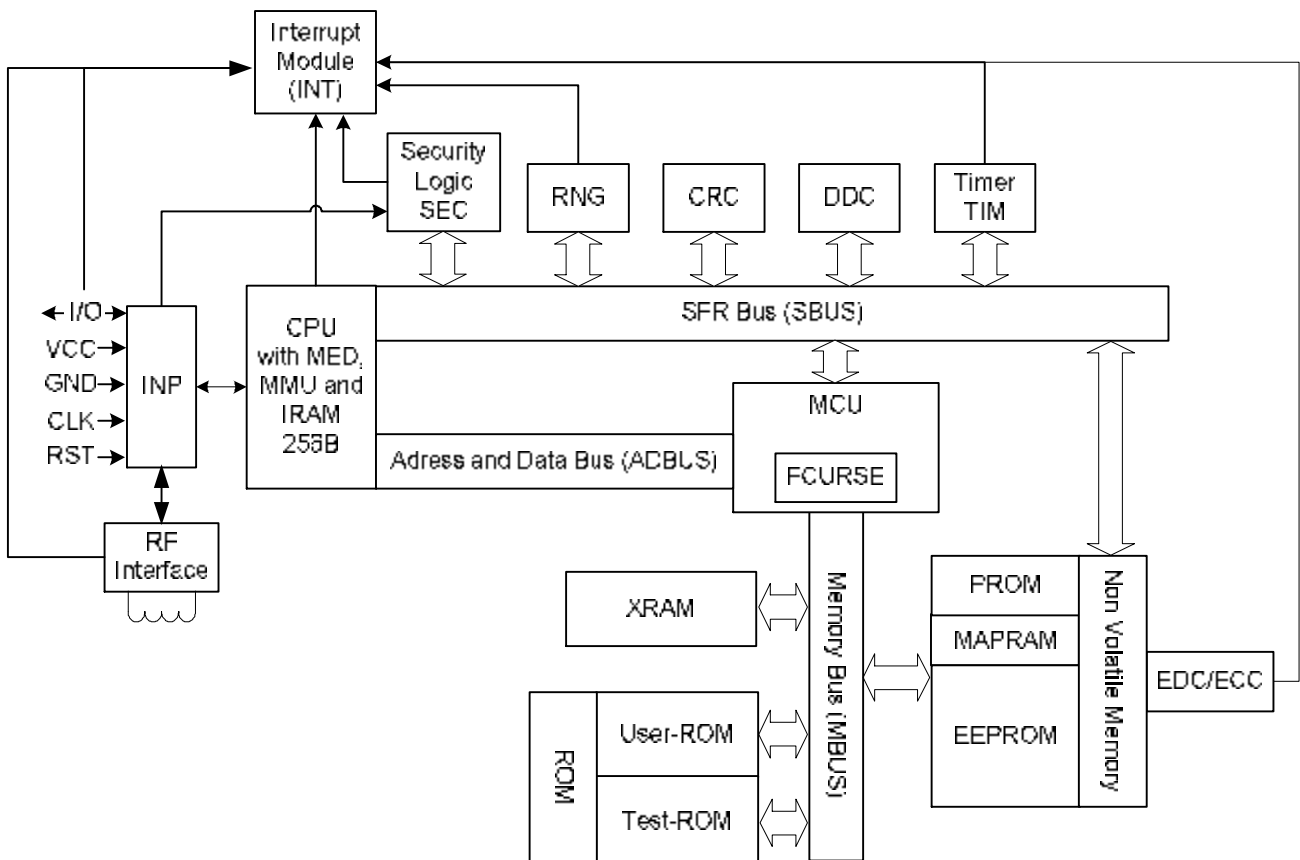 Interrupt
Module
(INT)
Security
Logic
SEC
RNG
CRC
DDC
Timer
TIM
SFR Bus (SBUS)
I/O
VCC
GND
CLK
RST
INP
CPU
with MED,
MMU and
IRAM
256B
Adress and Data Bus (ADBUS)
MCU
FCURSE
RF
Interface
XRAM
Memory Bus (MBUS)
PROM
MAPRAM
EEPROM
Non Volatile Memory
EDC/ECC
ROM
User-ROM
Test-ROM